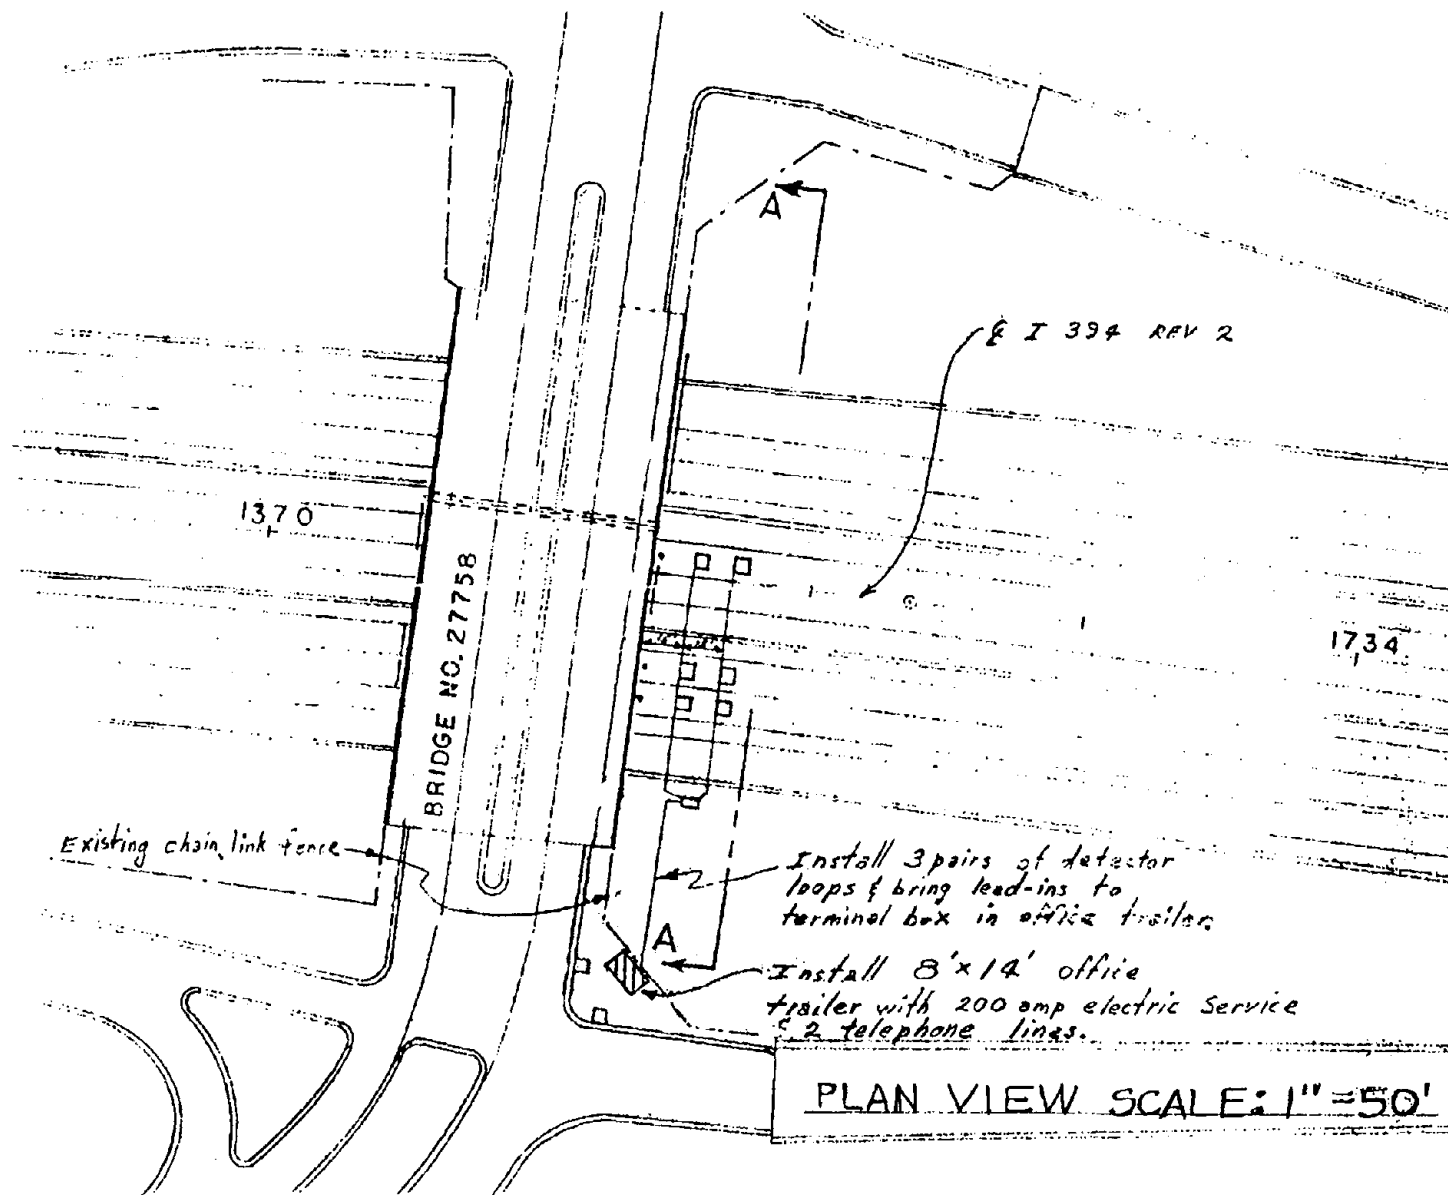 A
℄ I 394 REV 2
1370
BRIDGE NO. 27758
1734
Existing chain link fence
Install 3 pairs of detector
loops & bring lead-ins to
terminal box in office trailer.
A
Install 8'x14' office
trailer with 200 amp electric Service
& 2 telephone lines.
PLAN VIEW SCALE: 1"=50'